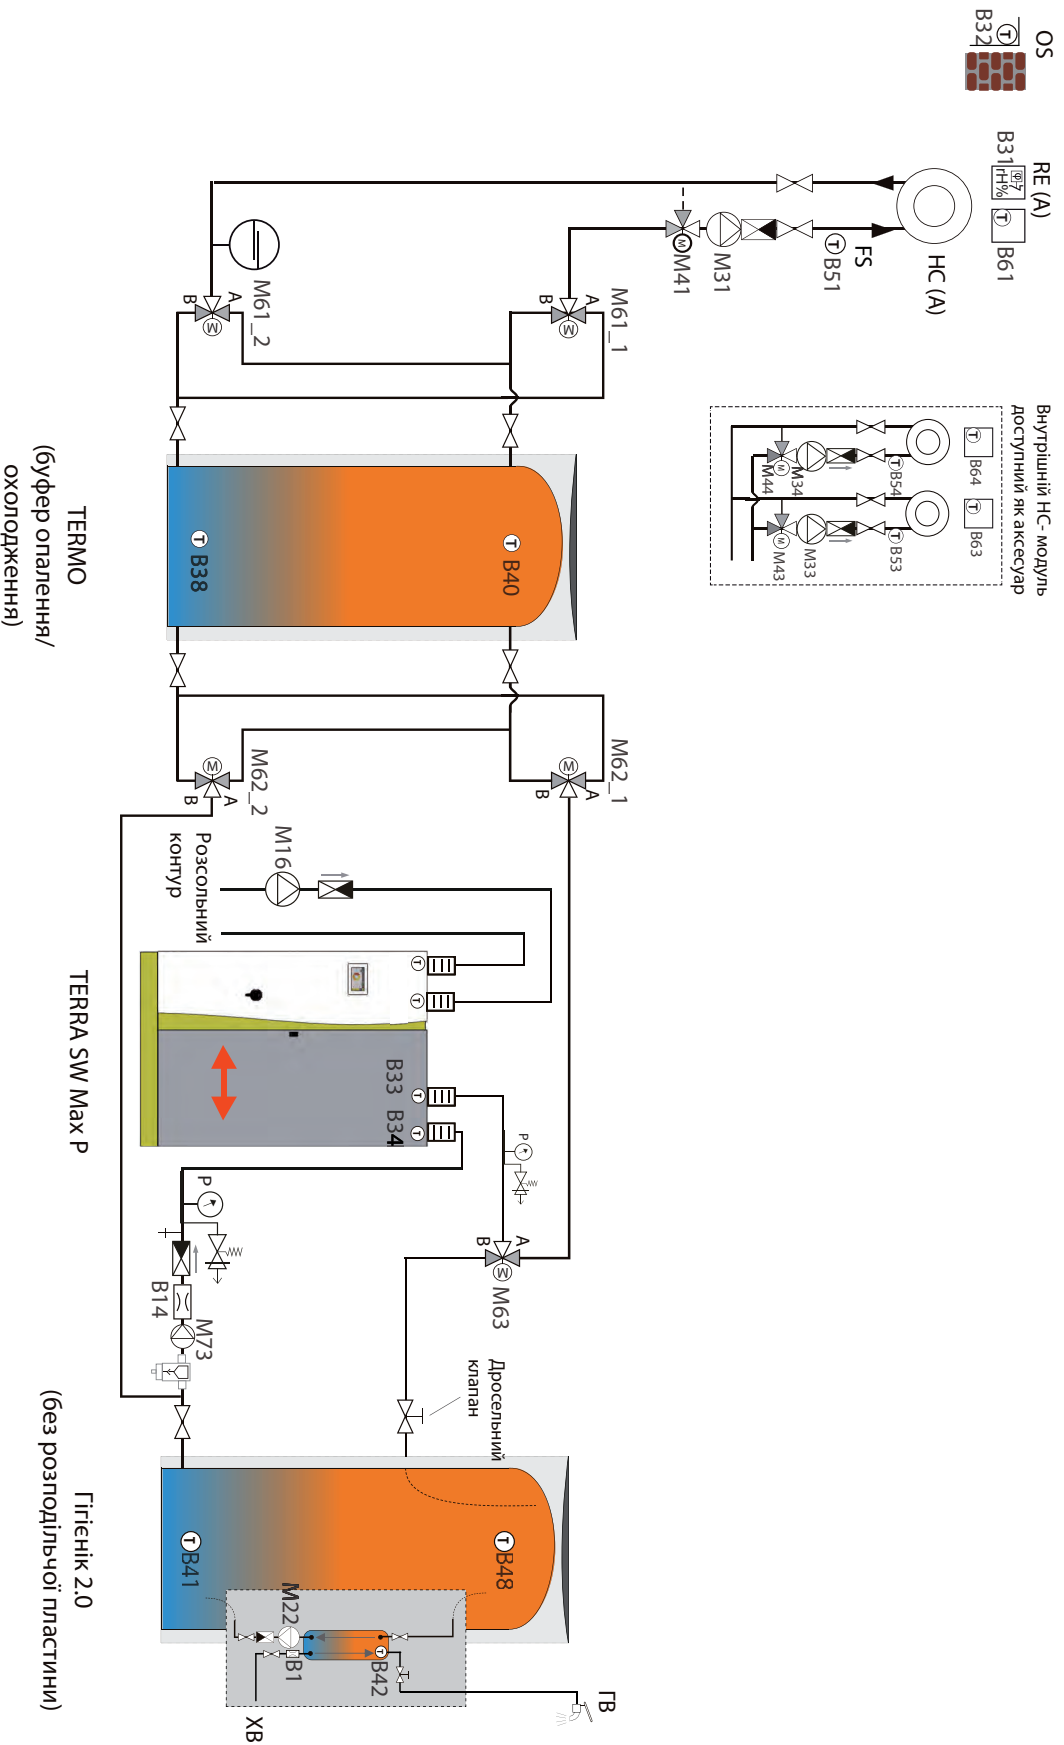 OS
B32
RE (A)
B31
rH%
B61
HC (A)
FS
B51
M31
M41
M61_1
A
B
M61_2
A
B
Внутрішній НС- модуль
доступний як аксесуар
B64
B63
B54
B53
M34
M44
M33
M43
TERMO
(буфер опалення/
охолодження)
B40
B38
M62_1
A
B
M62_2
A
B
M16
Розсольний
контур
TERRA SW Max P
B33
B34
P
P
A
B
M63
B14
M73
Дросельний
клапан
Гігієнік 2.0
(без розподільчої пластини)
B48
B41
M22
B1
B42
ГВ
ХВ